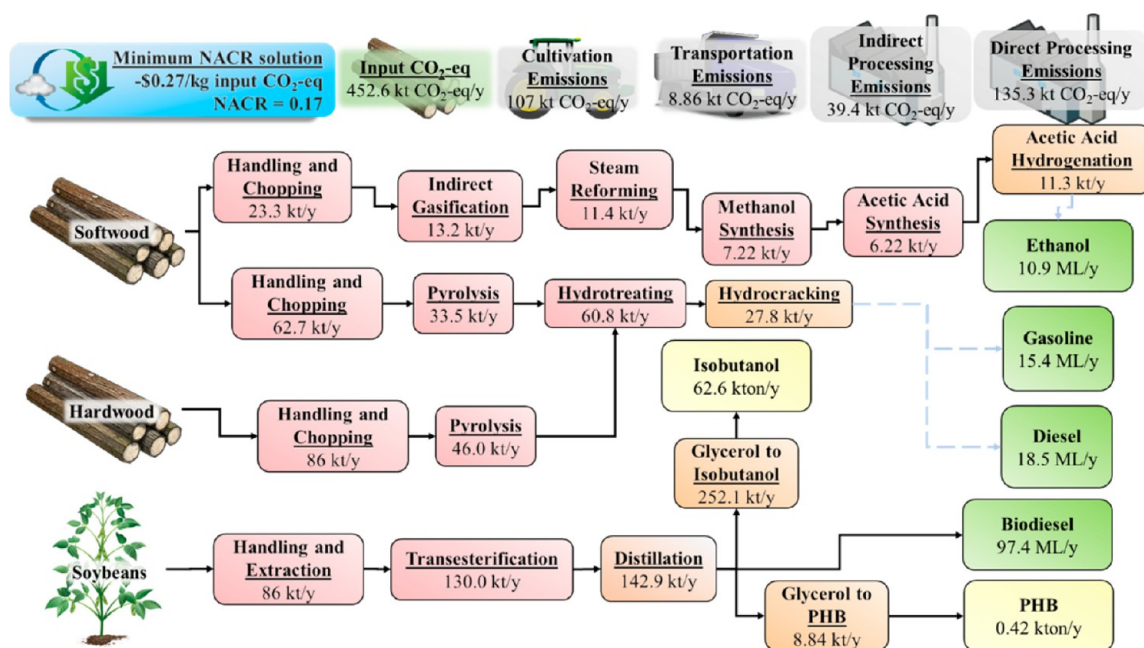 Minimum NACR solution
-$0.27/kg input CO₂-eq
NACR = 0.17
Input CO₂-eq
452.6 kt CO₂-eq/y
Cultivation
Emissions
107 kt CO₂-eq/y
Transportation
Emissions
8.86 kt CO₂-eq/y
Indirect
Processing
Emissions
39.4 kt CO₂-eq/y
Direct Processing
Emissions
135.3 kt CO₂-eq/y
Softwood
Handling and
Chopping
23.3 kt/y
Indirect
Gasification
13.2 kt/y
Steam
Reforming
11.4 kt/y
Methanol
Synthesis
7.22 kt/y
Acetic Acid
Synthesis
6.22 kt/y
Acetic Acid
Hydrogenation
11.3 kt/y
Ethanol
10.9 ML/y
Handling and
Chopping
62.7 kt/y
Pyrolysis
33.5 kt/y
Hydrotreating
60.8 kt/y
Hydrocracking
27.8 kt/y
Gasoline
15.4 ML/y
Diesel
18.5 ML/y
Hardwood
Handling and
Chopping
86 kt/y
Pyrolysis
46.0 kt/y
Isobutanol
62.6 kton/y
Glycerol to
Isobutanol
252.1 kt/y
Soybeans
Handling and
Extraction
86 kt/y
Transesterification
130.0 kt/y
Distillation
142.9 kt/y
Biodiesel
97.4 ML/y
Glycerol to
PHB
8.84 kt/y
PHB
0.42 kton/y